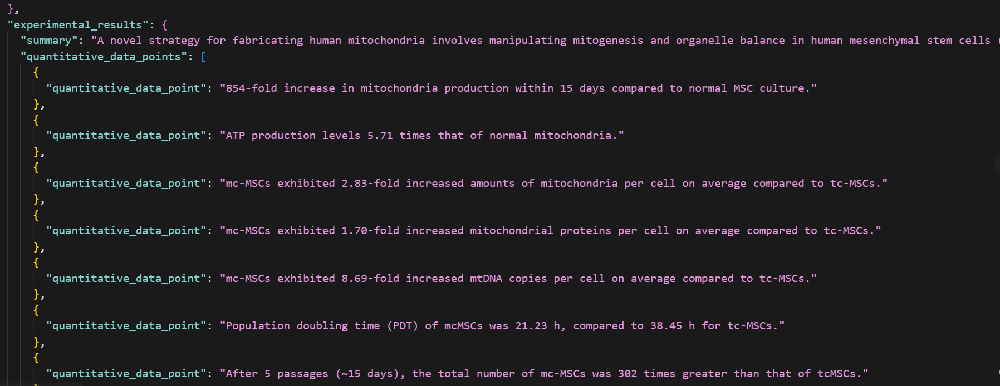 },
"experimental_results": {
"summary": "A novel strategy for fabricating human mitochondria involves manipulating mitogenesis and organelle balance in human mesenchymal stem cells (
"quantitative_data_points": [
{
"quantitative_data_point": "854-fold increase in mitochondria production within 15 days compared to normal MSC culture."
},
{
"quantitative_data_point": "ATP production levels 5.71 times that of normal mitochondria."
},
{
"quantitative_data_point": "mc-MSCs exhibited 2.83-fold increased amounts of mitochondria per cell on average compared to tc-MSCs."
},
{
"quantitative_data_point": "mc-MSCs exhibited 1.70-fold increased mitochondrial proteins per cell on average compared to tc-MSCs."
},
{
"quantitative_data_point": "mc-MSCs exhibited 8.69-fold increased mtDNA copies per cell on average compared to tc-MSCs."
},
{
"quantitative_data_point": "Population doubling time (PDT) of mcMSCs was 21.23 h, compared to 38.45 h for tc-MSCs."
},
{
"quantitative_data_point": "After 5 passages (~15 days), the total number of mc-MSCs was 302 times greater than that of tcMSCs."